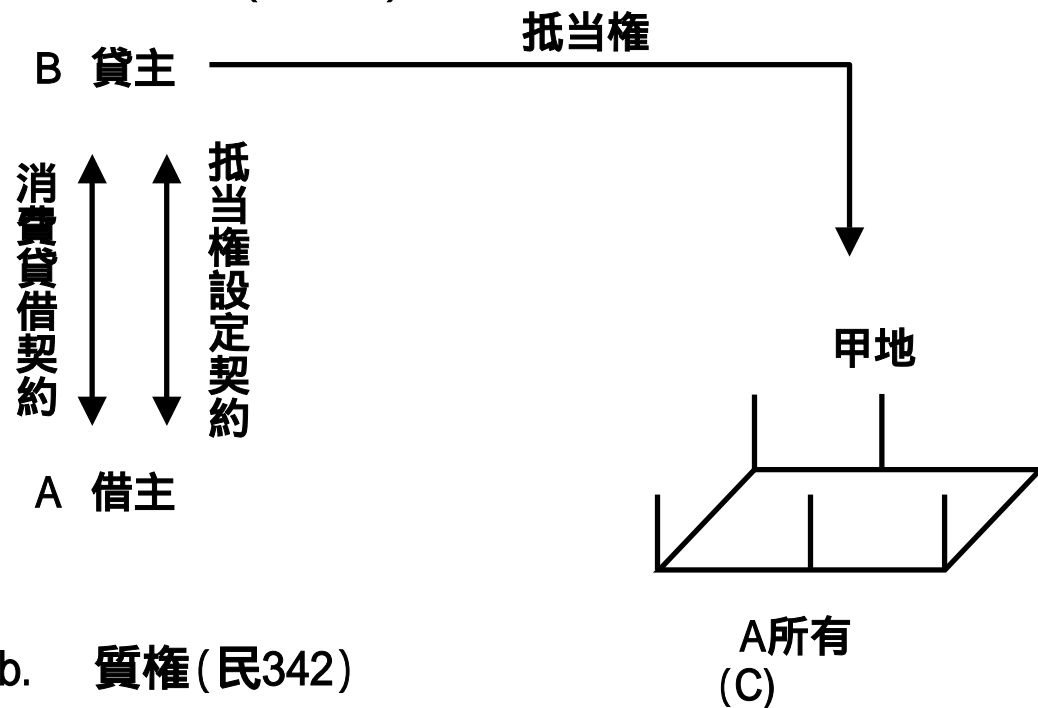 抵当権
B 貸主
消費貸借契約
抵当権設定契約
甲地
A 借主
A所有
(C)
b. 質権(民342)